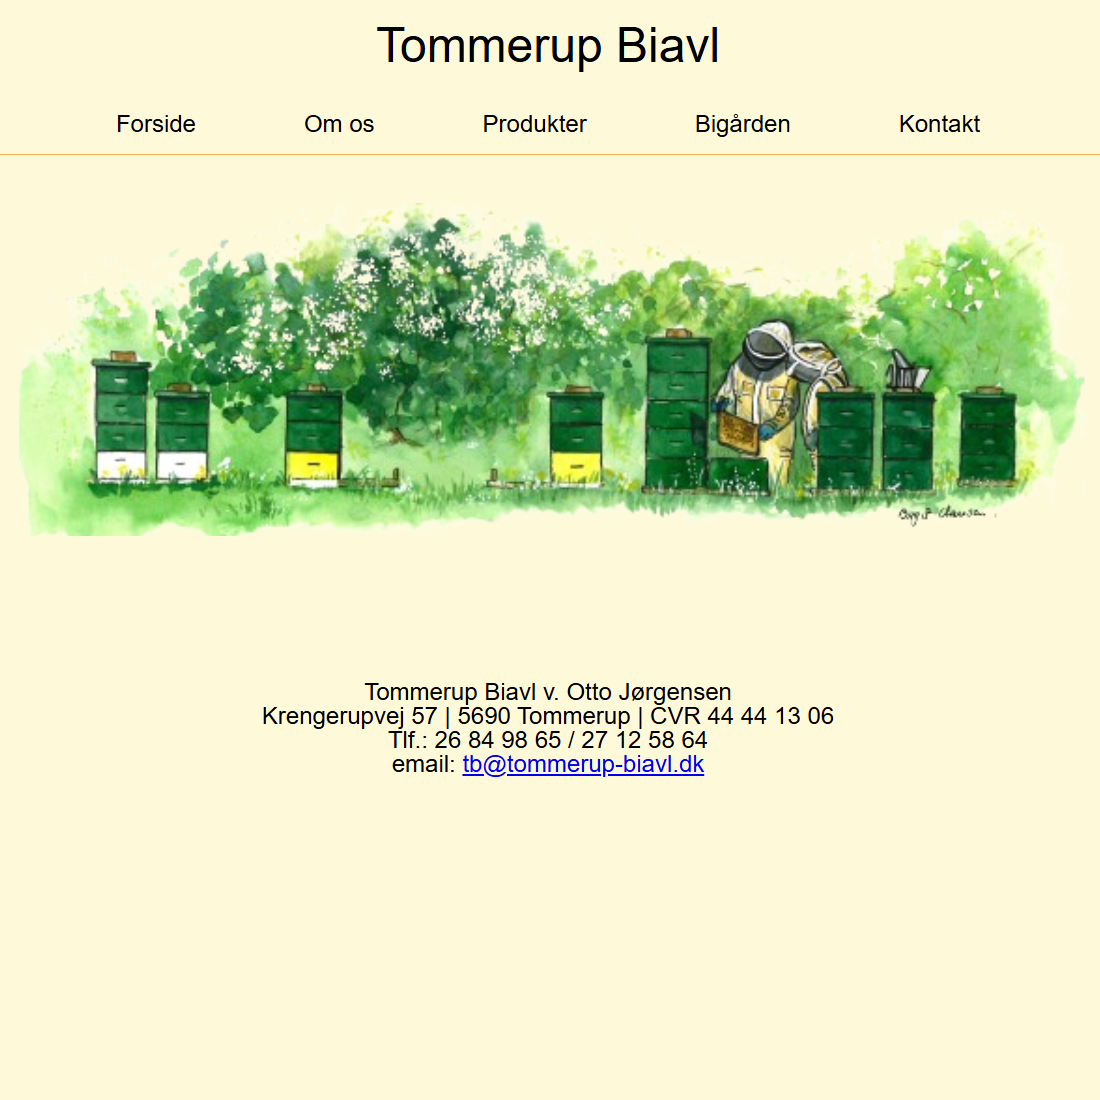 Tommerup Biavl
Forside Om os Produkter Bigården Kontakt
Tommerup Biavl v. Otto Jørgensen
Krengerupvej 57 | 5690 Tommerup | CVR 44 44 13 06
Tlf.: 26 84 98 65 / 27 12 58 64
email: tb@tommerup-biavl.dk